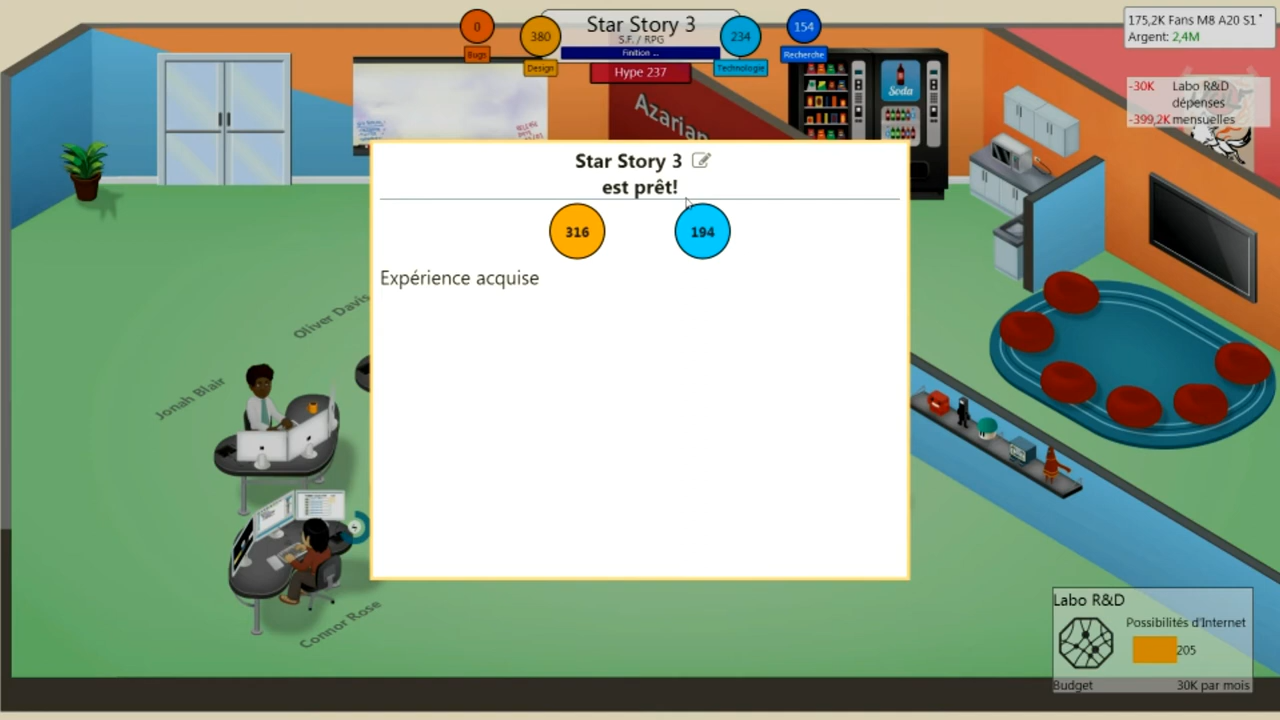 0
Bugs
380
Design
Star Story 3
S.F. / RPG
Finition ...
Hype 237
234
Technologie
154
Recherche
175,2K Fans M8 A20 S1
Argent: 2,4M
-30K Labo R&D
dépenses
-399,2K mensuelles
Soda
Azarian
RELEASE
Star Story 3
est prêt!
316
194
Expérience acquise
Oliver Davis
Jonah Blair
Connor Rose
Labo R&D
Possibilités d'Internet
205
Budget 30K par mois